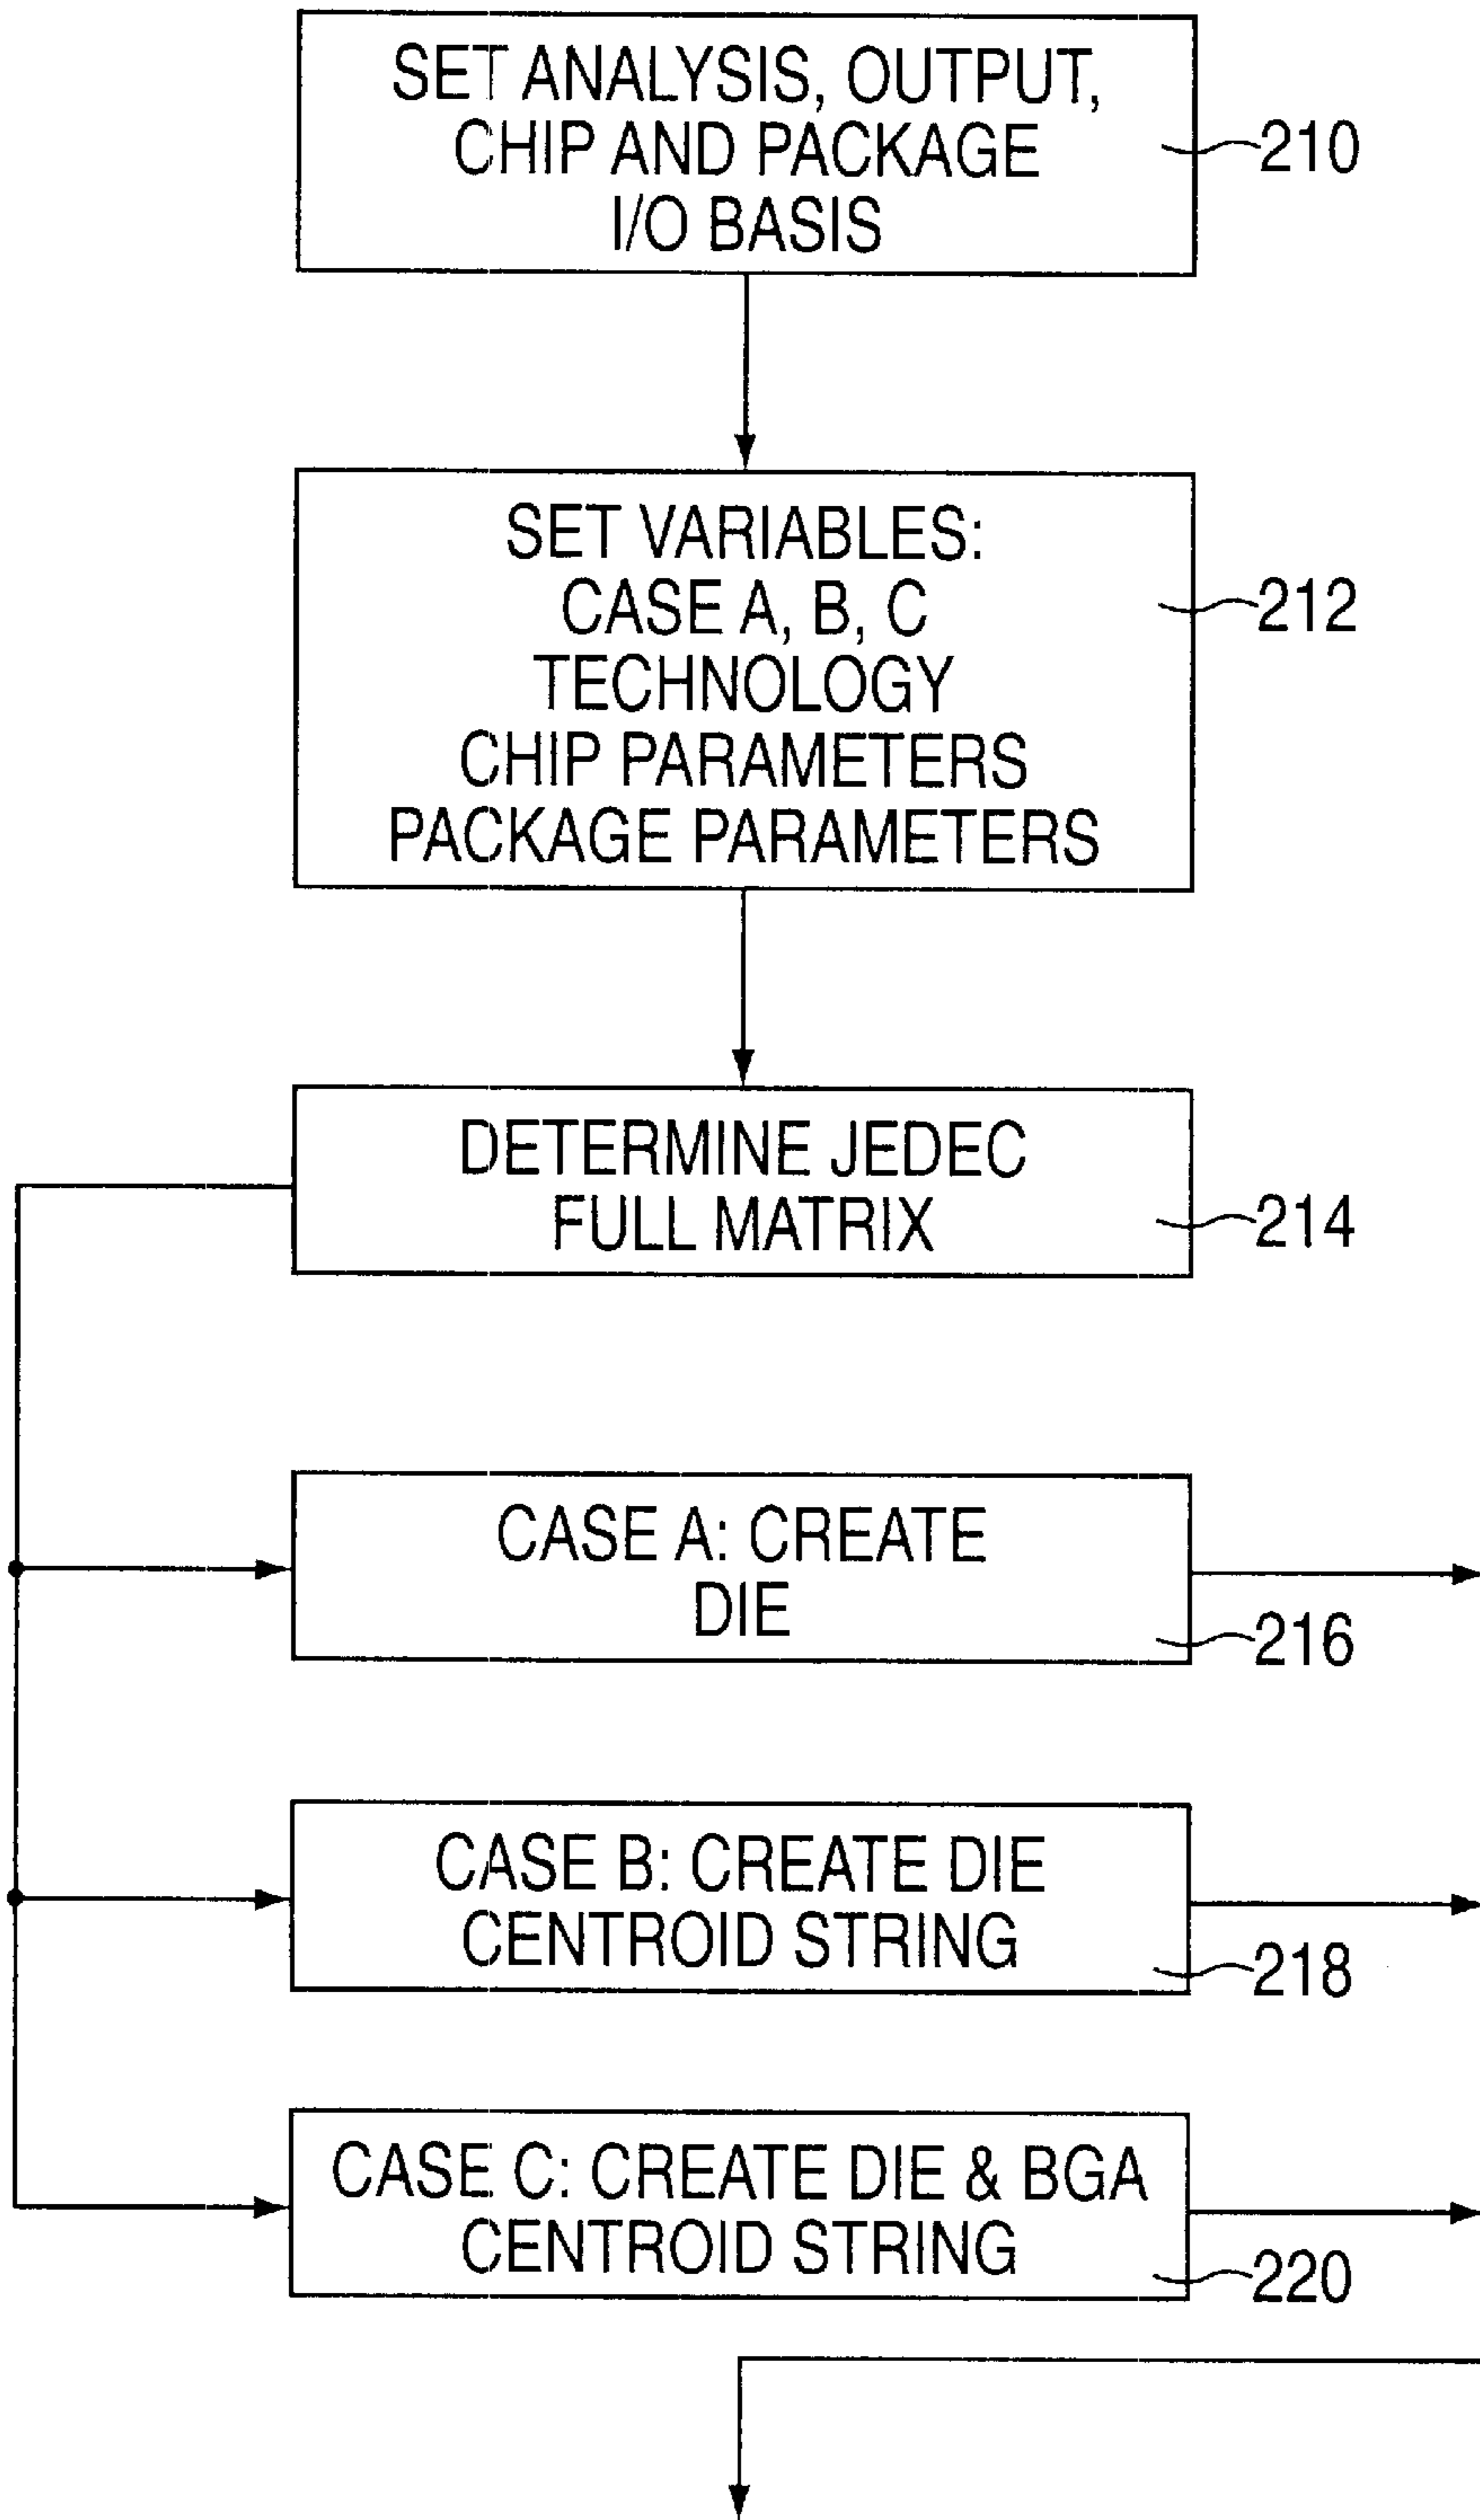 SET ANALYSIS, OUTPUT,
CHIP AND PACKAGE
I/O BASIS
210
SET VARIABLES:
CASE A, B, C
TECHNOLOGY
CHIP PARAMETERS
PACKAGE PARAMETERS
212
DETERMINE JEDEC
FULL MATRIX
214
CASE A: CREATE
DIE
216
CASE B: CREATE DIE
CENTROID STRING
218
CASE C: CREATE DIE & BGA
CENTROID STRING
220